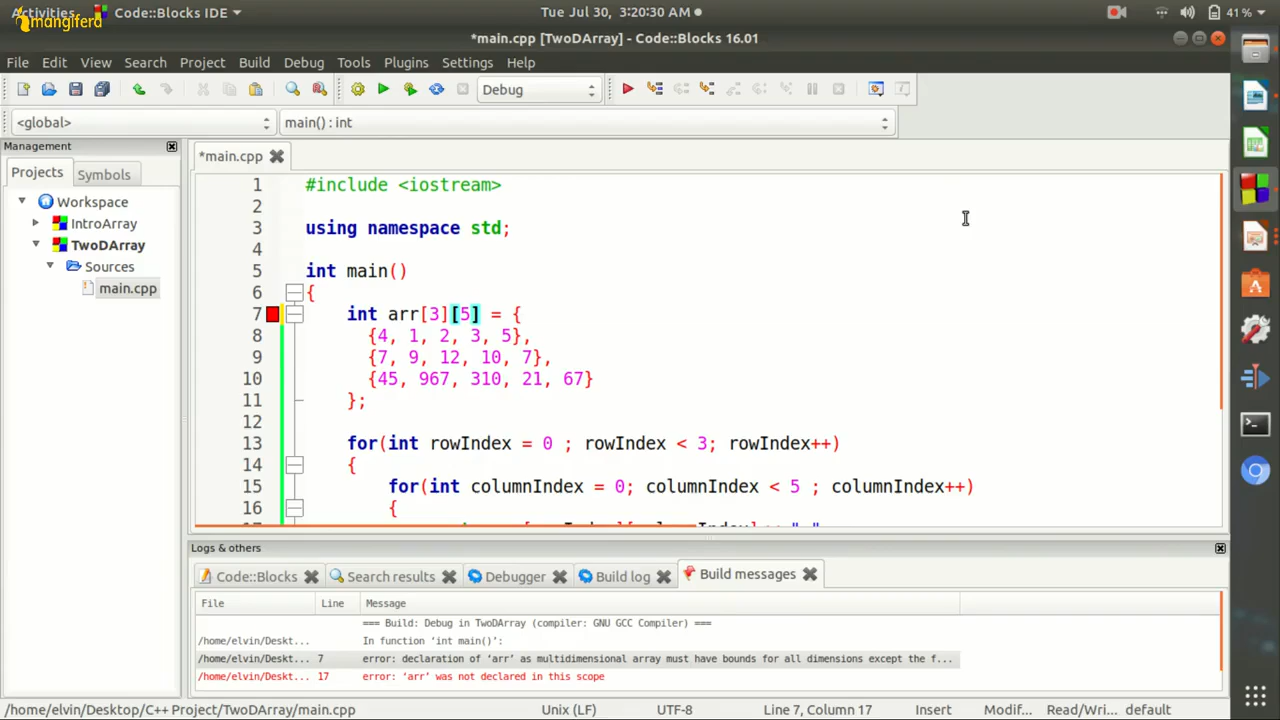 Activities
mangiferd
Code::Blocks IDE
Tue Jul 30, 3:20:30 AM
41%
*main.cpp [TwoDArray] - Code::Blocks 16.01
File Edit View Search Project Build Debug Tools Plugins Settings Help
Debug
<global>
main() : int
Management
*main.cpp
Projects
Symbols
Workspace
IntroArray
TwoDArray
Sources
main.cpp
1 #include <iostream>
2
3 using namespace std;
4
5 int main()
6 {
7 int arr[3][5] = {
8 {4, 1, 2, 3, 5},
9 {7, 9, 12, 10, 7},
10 {45, 967, 310, 21, 67}
11 };
12
13 for(int rowIndex = 0 ; rowIndex < 3; rowIndex++)
14 {
15 for(int columnIndex = 0; columnIndex < 5 ; columnIndex++)
16 {
Logs & others
Code::Blocks Search results Debugger Build log Build messages
File Line Message
=== Build: Debug in TwoDArray (compiler: GNU GCC Compiler) ===
/home/elvin/Deskt... In function ‘int main()’:
/home/elvin/Deskt... 7 error: declaration of ‘arr’ as multidimensional array must have bounds for all dimensions except the f...
/home/elvin/Deskt... 17 error: ‘arr’ was not declared in this scope
/home/elvin/Desktop/C++ Project/TwoDArray/main.cpp Unix (LF) UTF-8 Line 7, Column 17 Insert Modif... Read/Wri... default